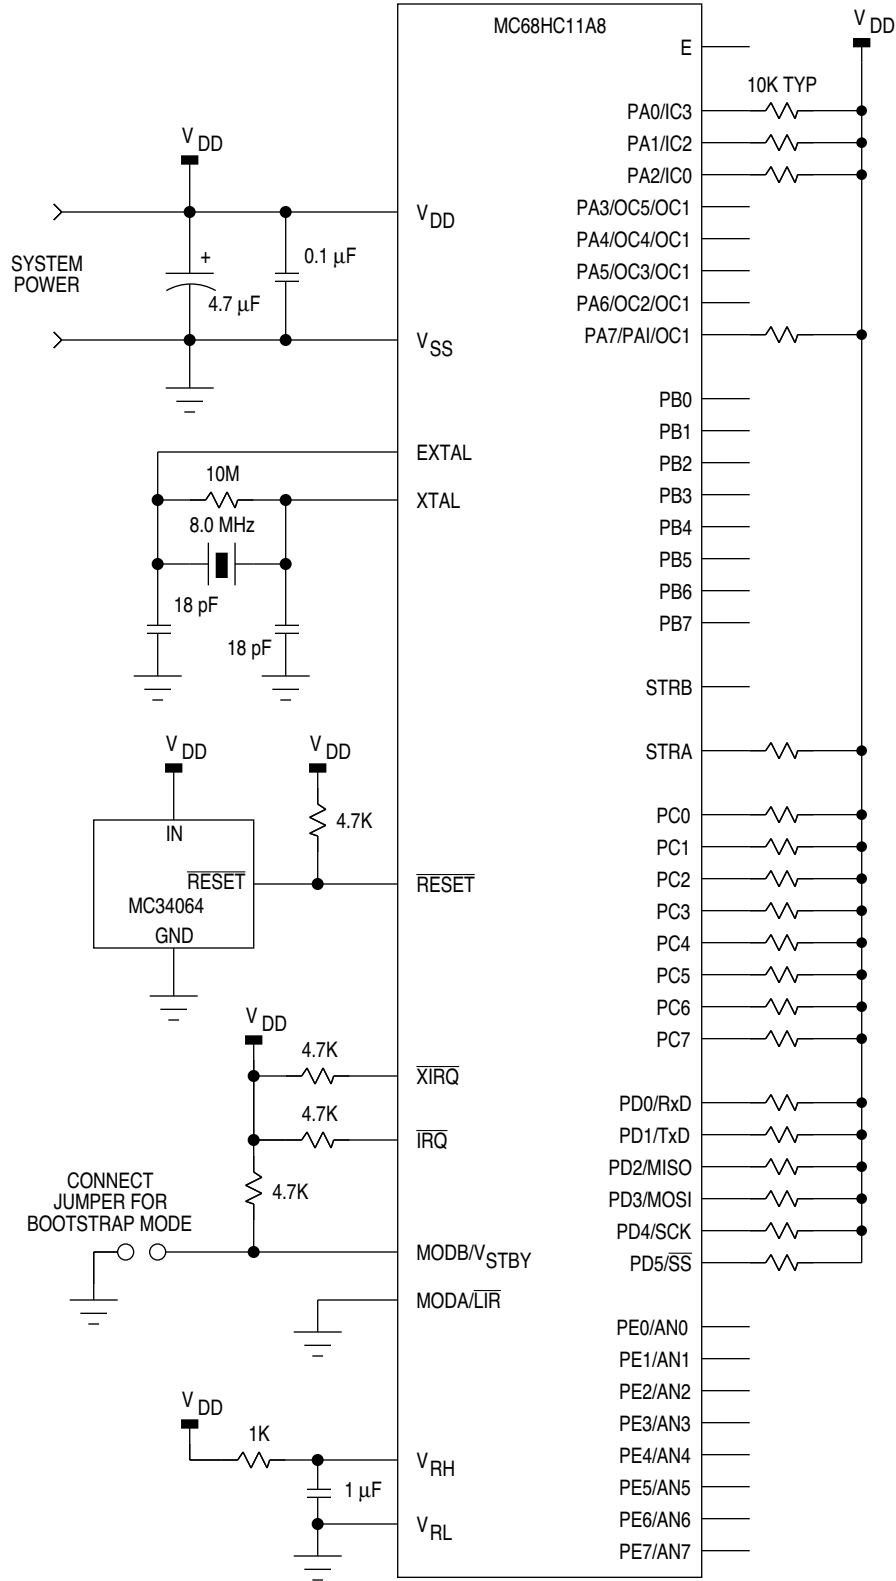 MC68HC11A8
V DD
E
10K TYP
PA0/IC3
PA1/IC2
PA2/IC0
PA3/OC5/OC1
PA4/OC4/OC1
PA5/OC3/OC1
PA6/OC2/OC1
PA7/PAI/OC1
PB0
PB1
PB2
PB3
PB4
PB5
PB6
PB7
STRB
STRA
PC0
PC1
PC2
PC3
PC4
PC5
PC6
PC7
PD0/RxD
PD1/TxD
PD2/MISO
PD3/MOSI
PD4/SCK
PD5/SS
PE0/AN0
PE1/AN1
PE2/AN2
PE3/AN3
PE4/AN4
PE5/AN5
PE6/AN6
PE7/AN7
V DD
VDD
SYSTEM
POWER
+
4.7 µF
0.1 µF
VSS
EXTAL
10M
XTAL
8.0 MHz
18 pF
18 pF
V DD
V DD
IN
4.7K
RESET
RESET
MC34064
GND
V DD
4.7K
XIRQ
4.7K
IRQ
4.7K
CONNECT
JUMPER FOR
BOOTSTRAP MODE
MODB/VSTBY
MODA/LIR
V DD
1K
VRH
1 µF
VRL